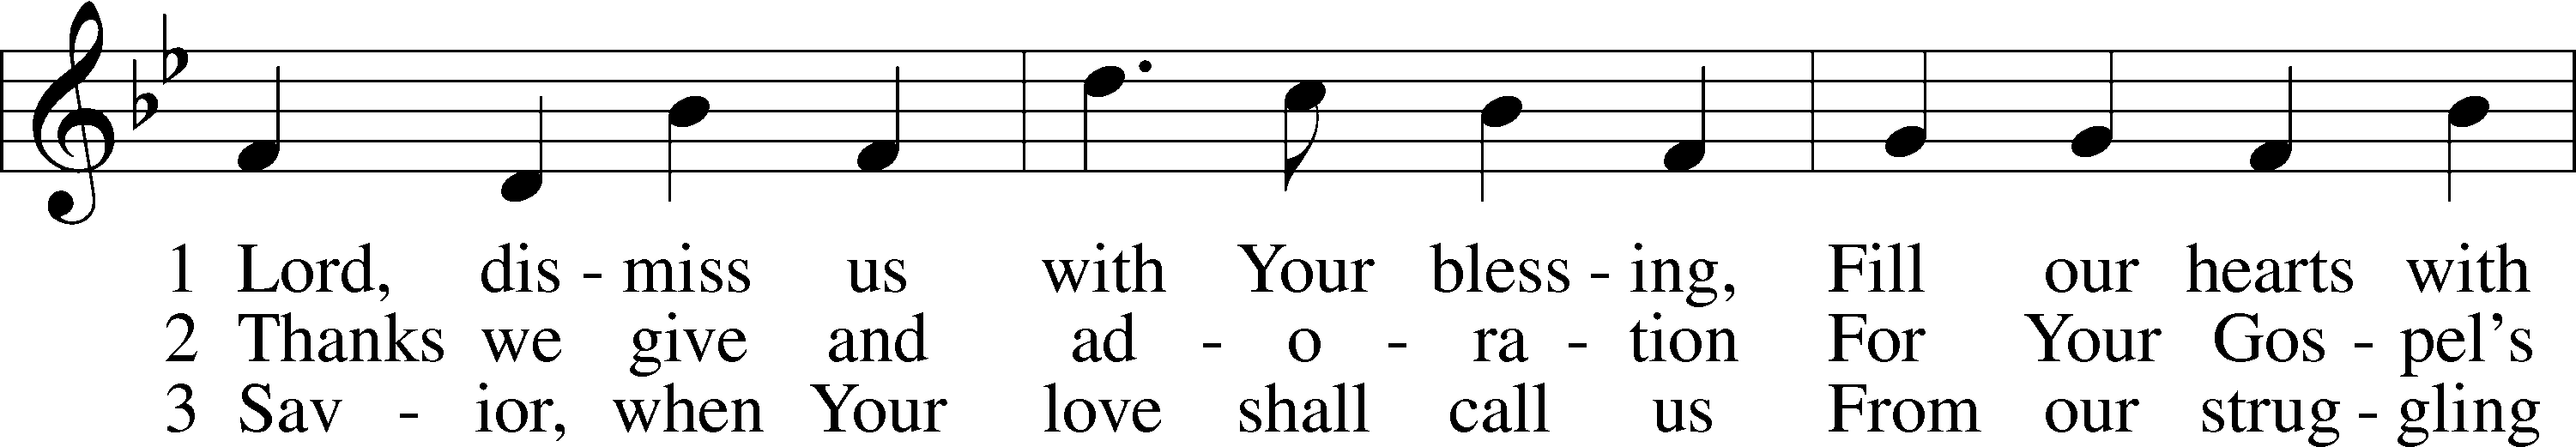 1 Lord, dis - miss us with Your bless - ing, Fill our hearts with
2 Thanks we give and ad - o - ra - tion For Your Gos - pel's
3 Sav - ior, when Your love shall call us From our strug - gling